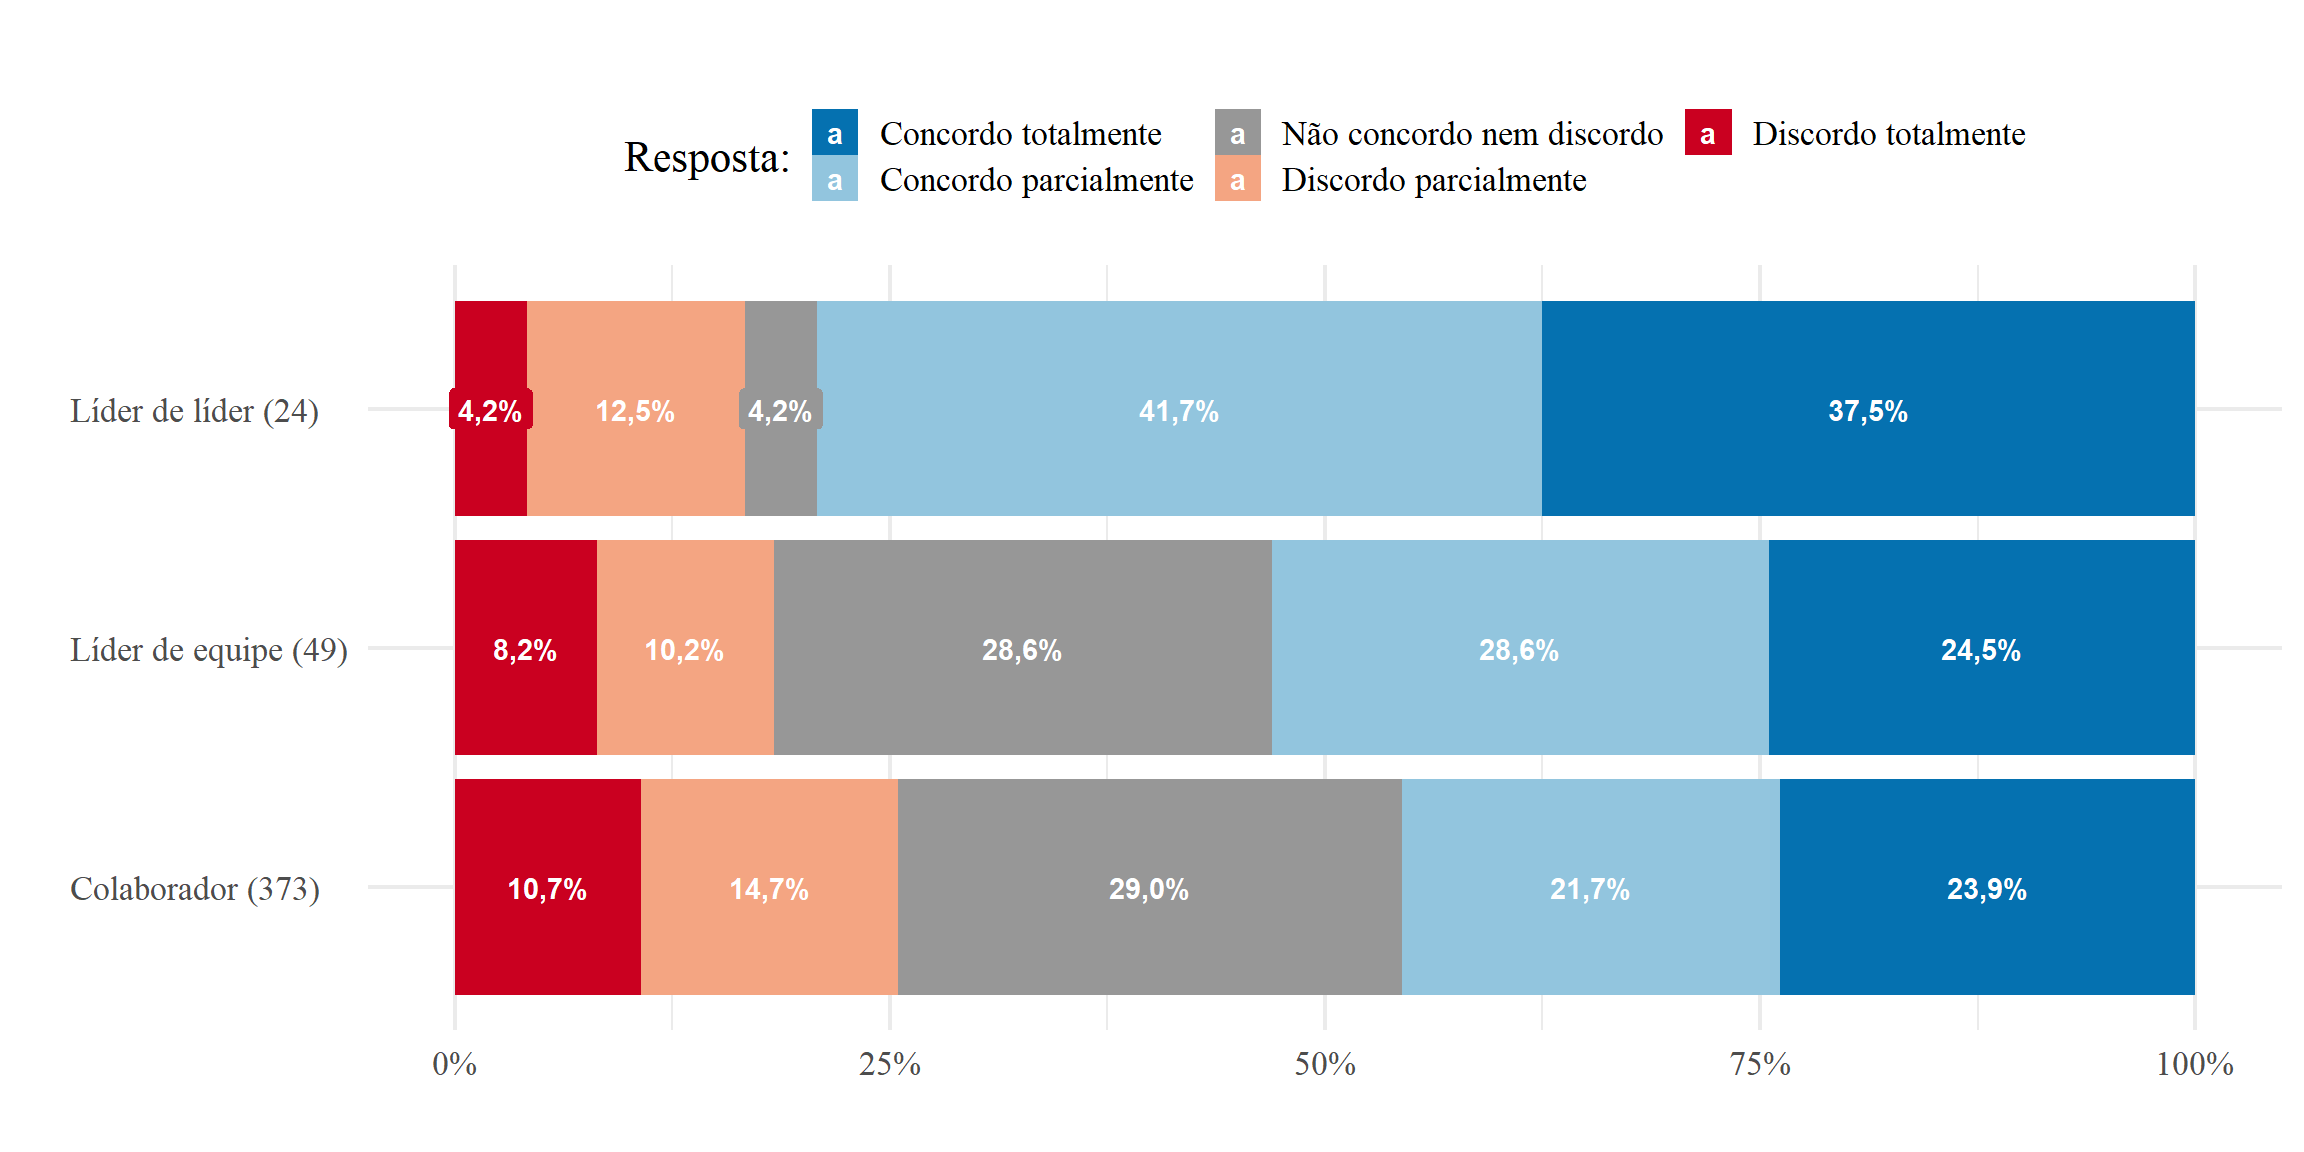 Resposta:
a Concordo totalmente a Não concordo nem discordo a Discordo totalmente
a Concordo parcialmente a Discordo parcialmente
Líder de líder (24) 4,2% 12,5% 4,2% 41,7% 37,5%
Líder de equipe (49) 8,2% 10,2% 28,6% 28,6% 24,5%
Colaborador (373) 10,7% 14,7% 29,0% 21,7% 23,9%
0% 25% 50% 75% 100%